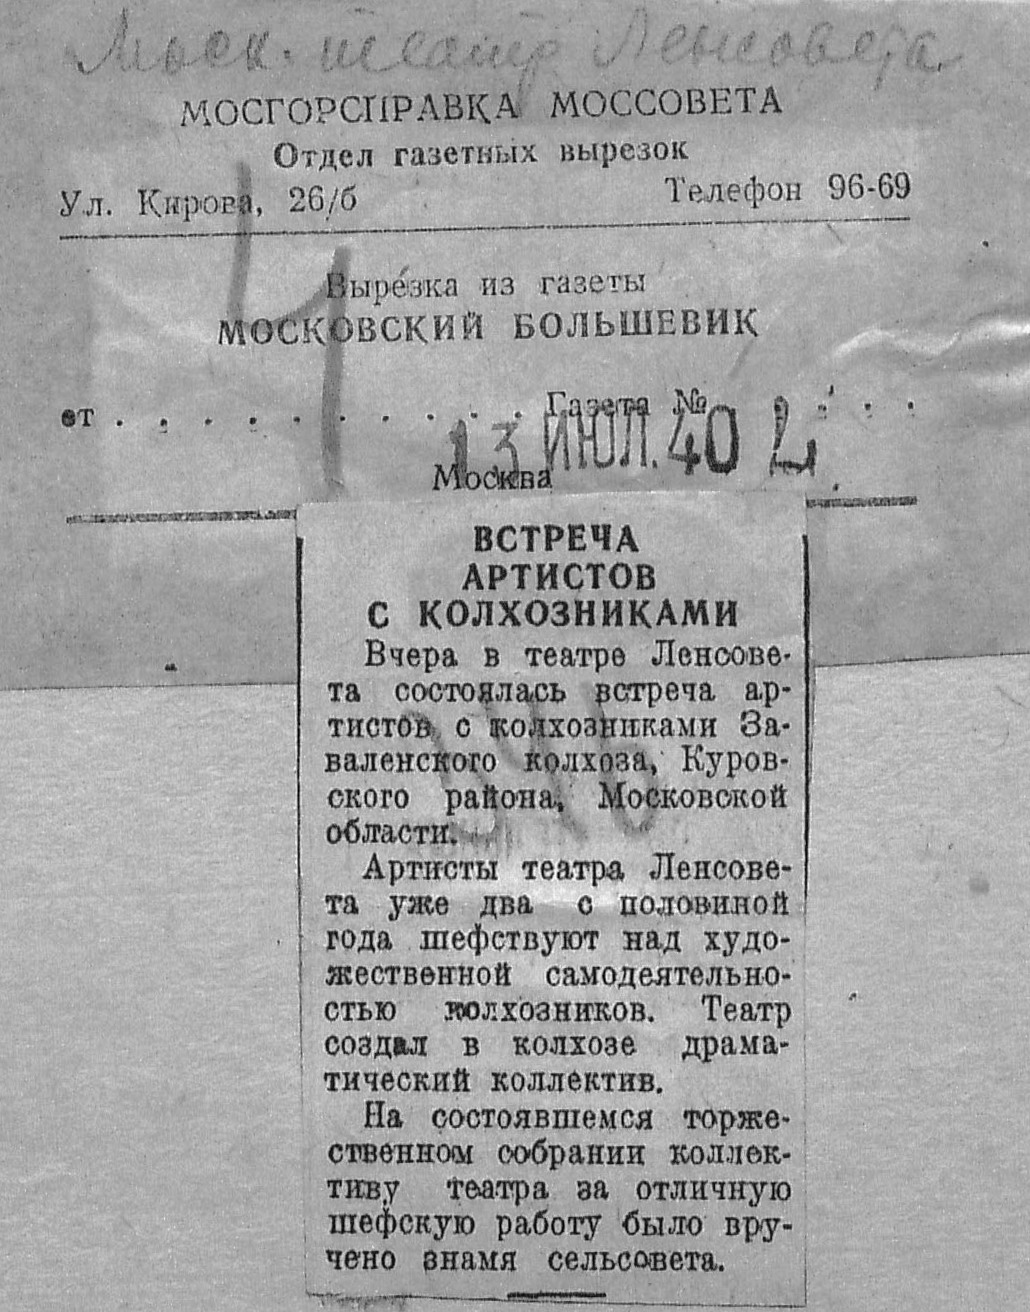 Моск. театр Ленсовета
МОСГОРСПРАВКА МОССОВЕТА
Отдел газетных вырезок
Ул. Кирова, 26/б Телефон 96-69
Вырезка из газеты
МОСКОВСКИЙ БОЛЬШЕВИК
от . . . . . . . . . . Газета № . . .
13 ИЮЛ. 40
Москва
ВСТРЕЧА
АРТИСТОВ
С КОЛХОЗНИКАМИ
Вчера в театре Ленсове-
та состоялась встреча ар-
тистов с колхозниками За-
валенского колхоза, Куров-
ского района, Московской
области.
Артисты театра Ленсове-
та уже два с половиной
года шефствуют над худо-
жественной самодеятельно-
стью колхозников. Театр
создал в колхозе драма-
тический коллектив.
На состоявшемся торже-
ственном собрании коллек-
тиву театра за отличную
шефскую работу было вру-
чено знамя сельсовета.